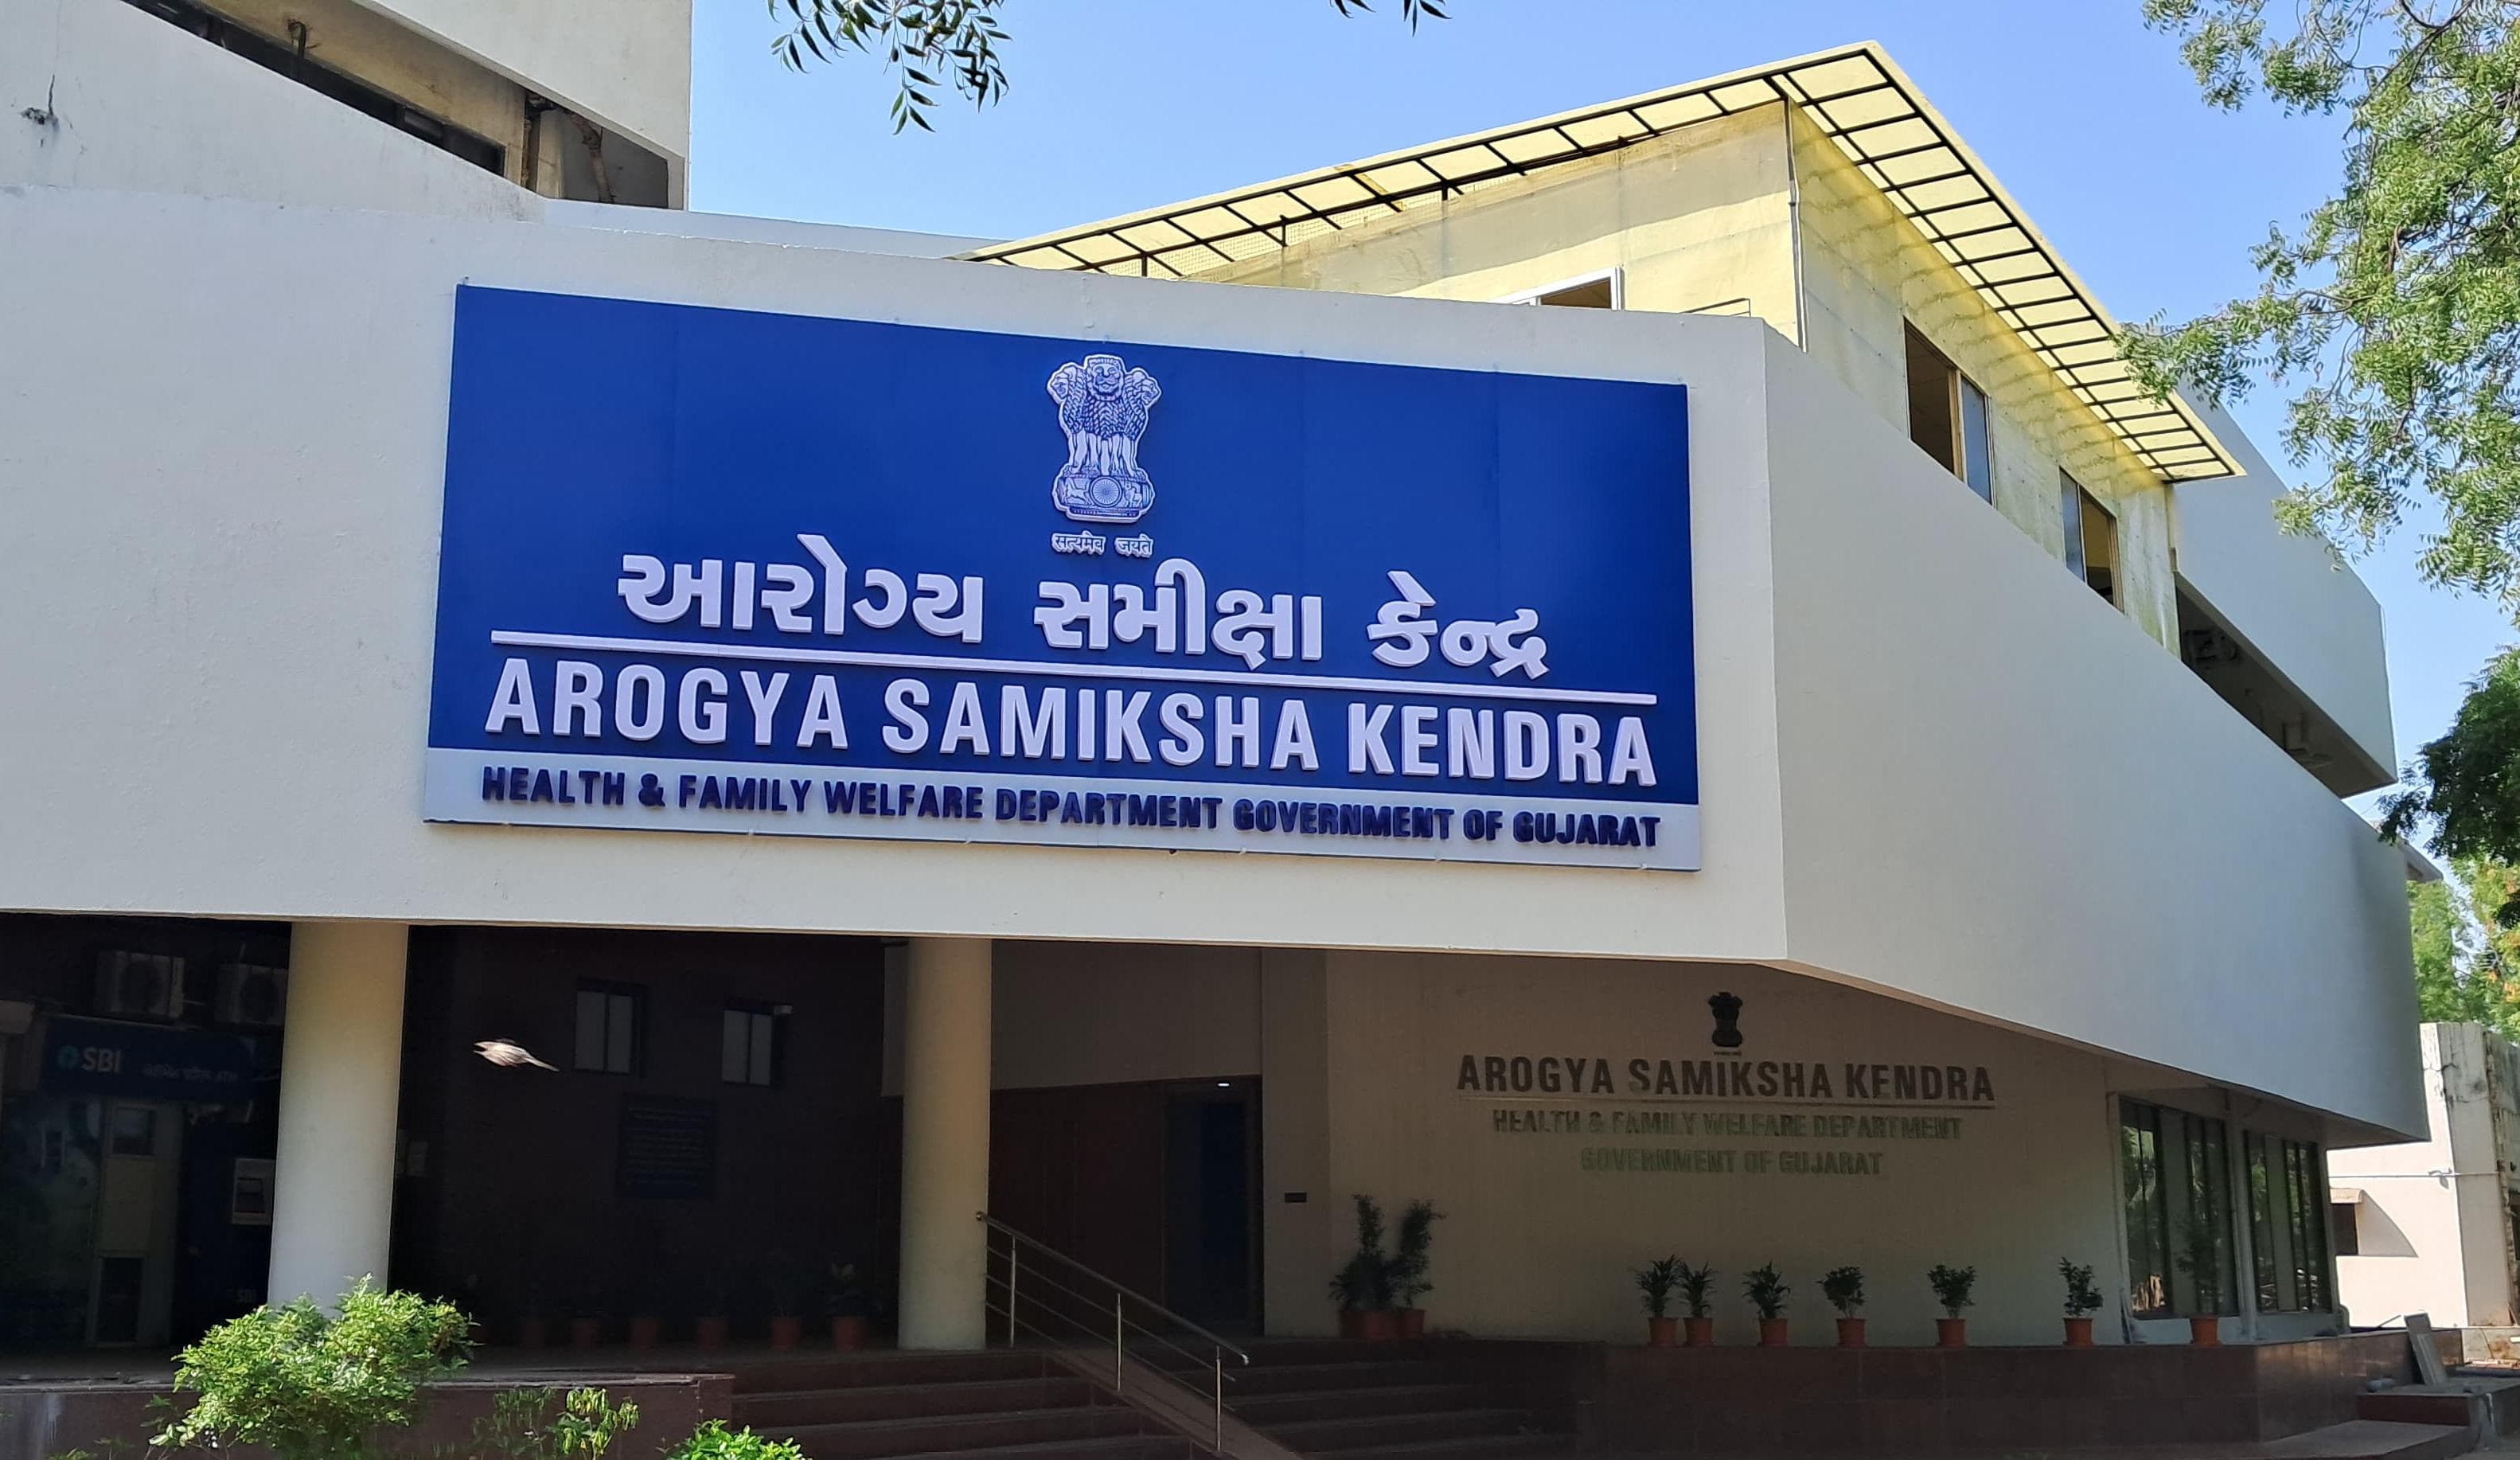 सत्यमेव जयते
આરોગ્ય સમીક્ષા કેન્દ્ર
AROGYA SAMIKSHA KENDRA
HEALTH & FAMILY WELFARE DEPARTMENT GOVERNMENT OF GUJARAT
SBI
AROGYA SAMIKSHA KENDRA
HEALTH & FAMILY WELFARE DEPARTMENT
GOVERNMENT OF GUJARAT
SBI